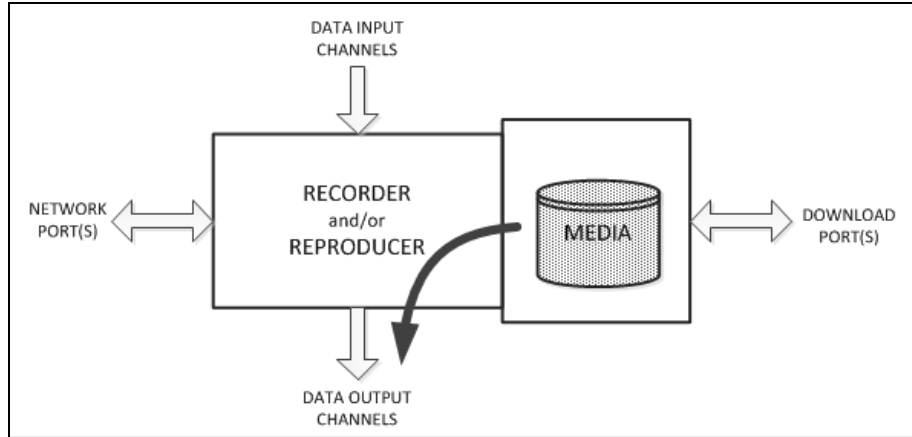 DATA INPUT
CHANNELS
RECORDER
and/or
REPRODUCER
MEDIA
NETWORK
PORT(S)
DOWNLOAD
PORT(S)
DATA OUTPUT
CHANNELS